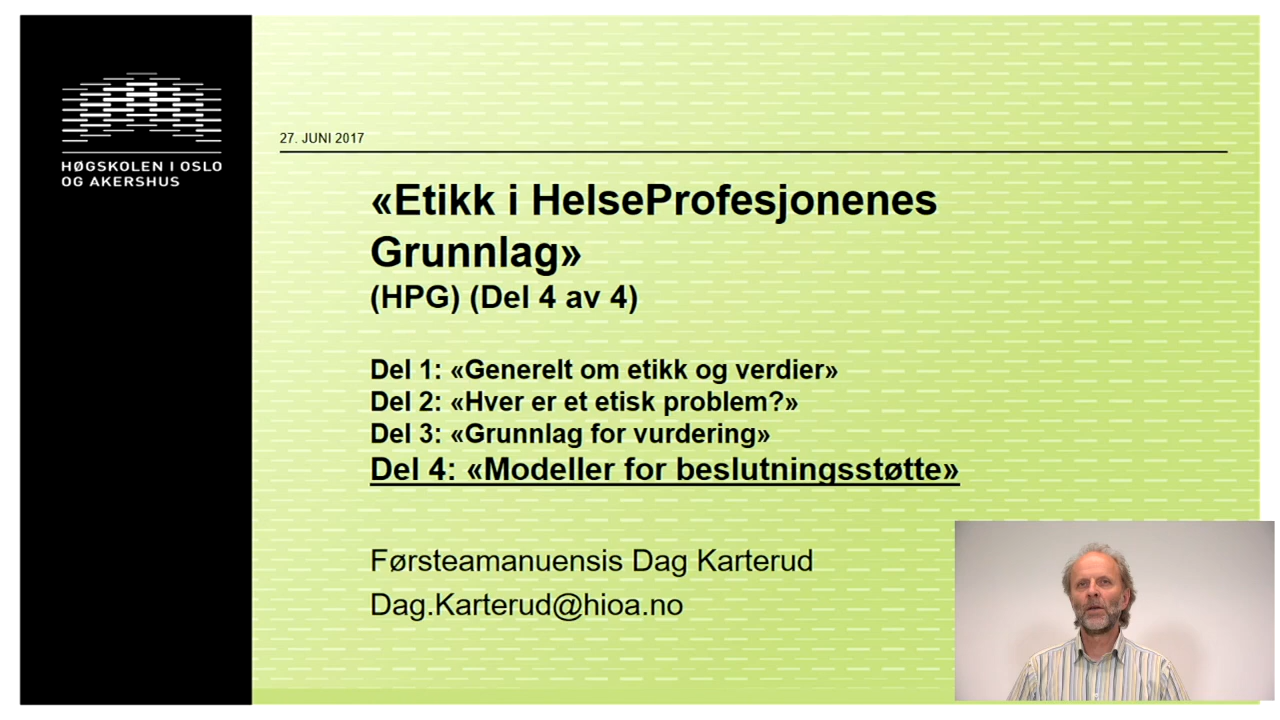 HØGSKOLEN I OSLO
OG AKERSHUS
27. JUNI 2017
«Etikk i HelseProfesjonenes
Grunnlag»
(HPG) (Del 4 av 4)
Del 1: «Generelt om etikk og verdier»
Del 2: «Hver er et etisk problem?»
Del 3: «Grunnlag for vurdering»
Del 4: «Modeller for beslutningsstøtte»
Førsteamanuensis Dag Karterud
Dag.Karterud@hioa.no